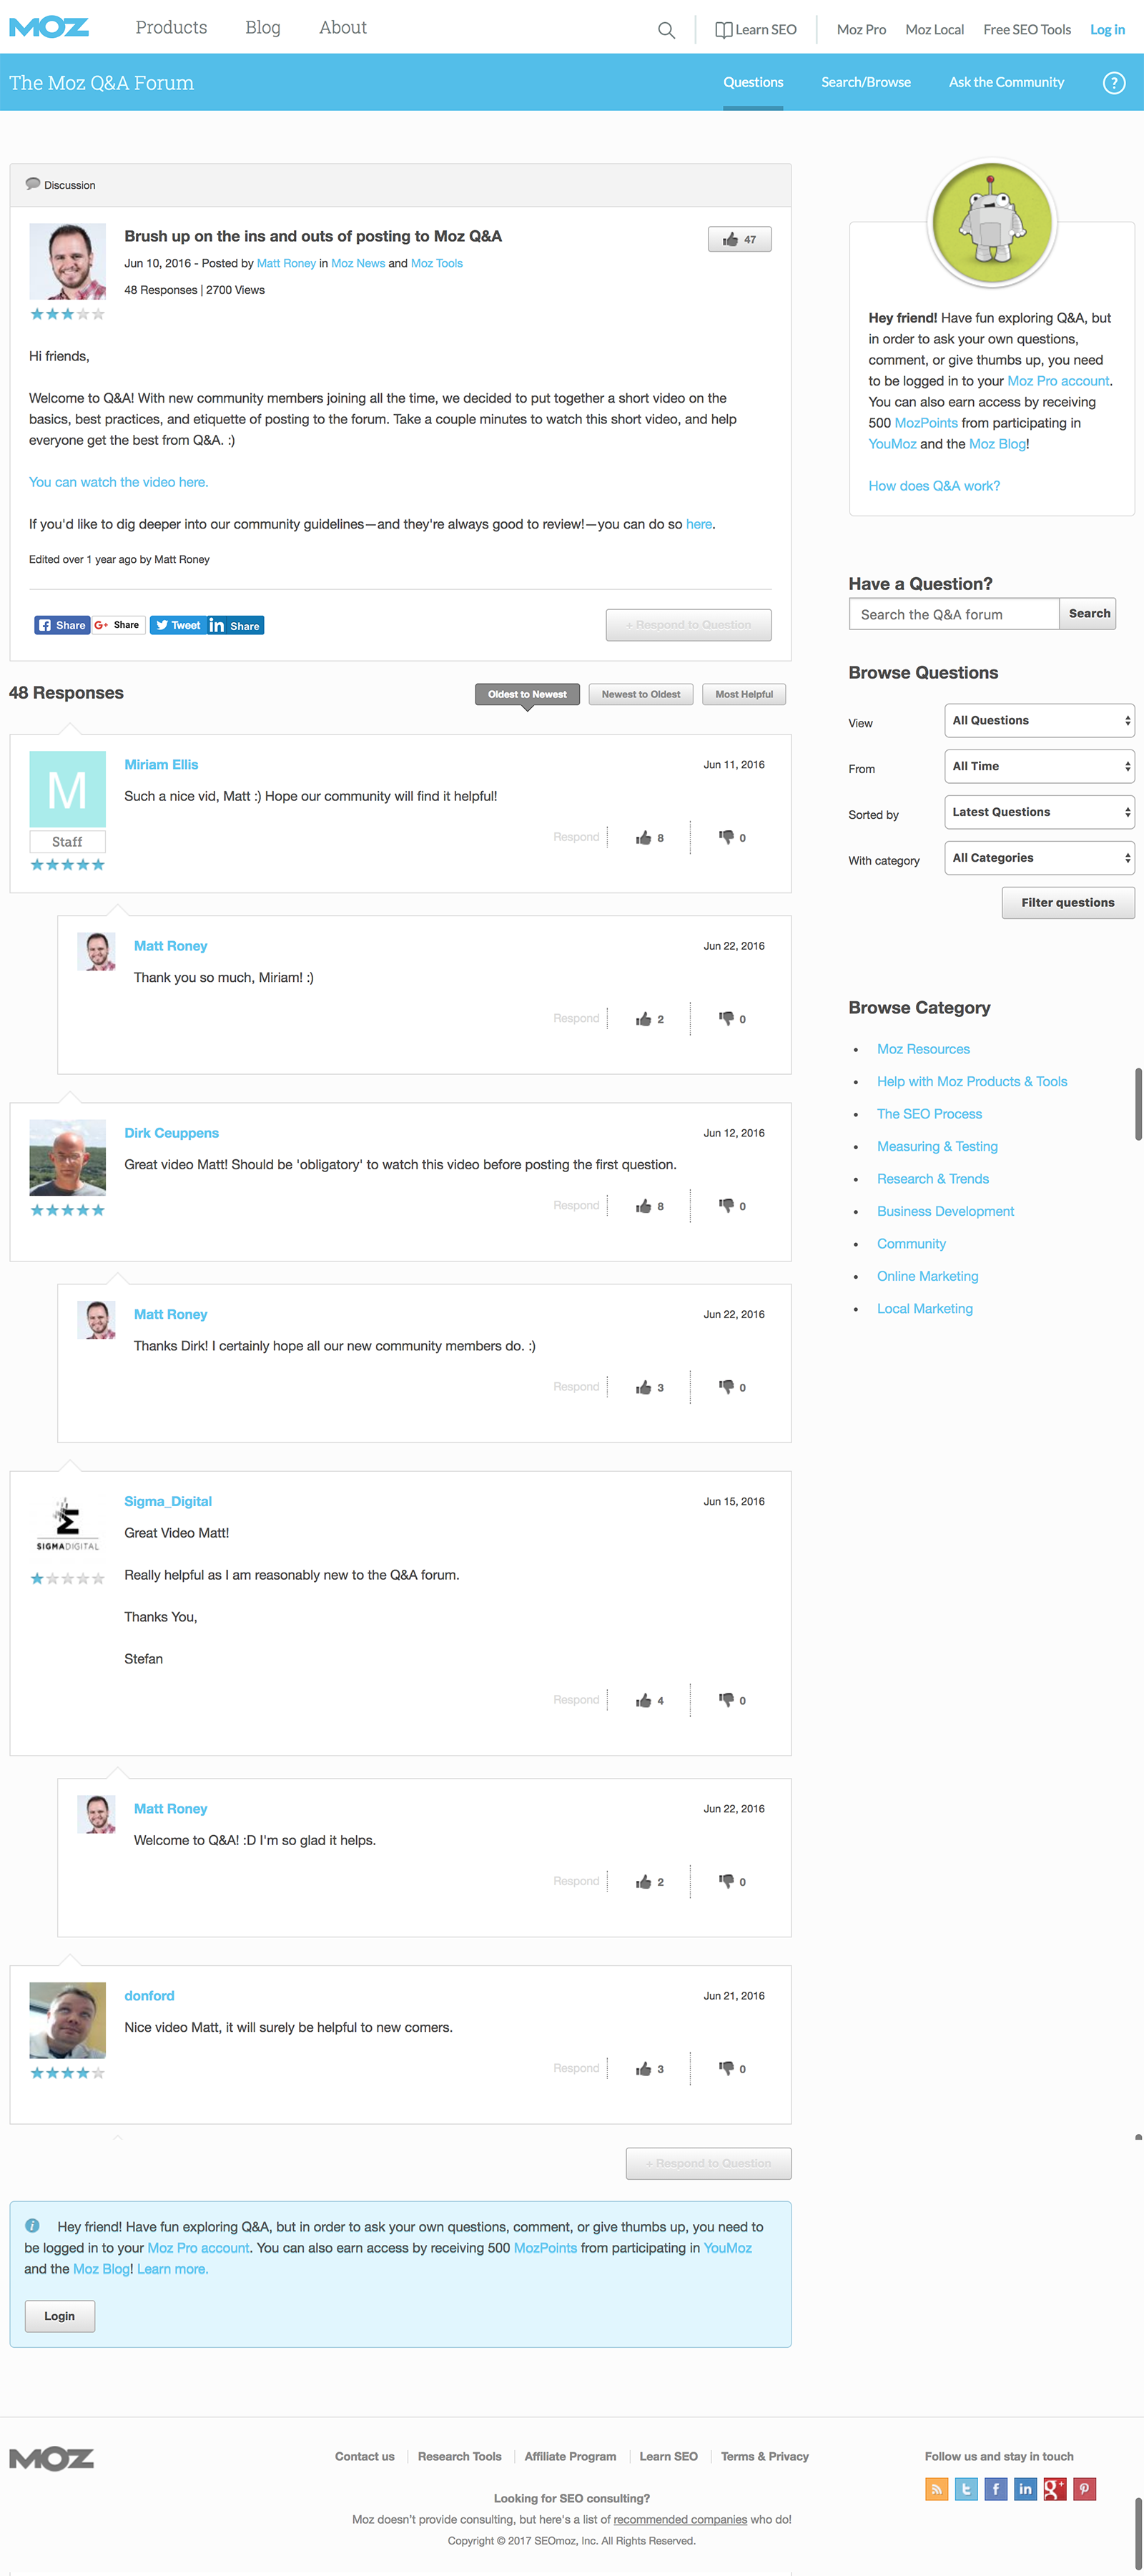 MOZ Products Blog About Learn SEO Moz Pro Moz Local Free SEO Tools Log in
The Moz Q&A Forum Questions Search/Browse Ask the Community ?
Discussion
Brush up on the ins and outs of posting to Moz Q&A 47
Jun 10, 2016 - Posted by Matt Roney in Moz News and Moz Tools
48 Responses | 2700 Views
Hi friends,
Welcome to Q&A! With new community members joining all the time, we decided to put together a short video on the
basics, best practices, and etiquette of posting to the forum. Take a couple minutes to watch this short video, and help
everyone get the best from Q&A. :)
You can watch the video here.
If you'd like to dig deeper into our community guidelines—and they're always good to review!—you can do so here.
Edited over 1 year ago by Matt Roney
Share G+ Share Tweet in Share + Respond to Question
48 Responses Oldest to Newest Newest to Oldest Most Helpful
M
Staff
Miriam Ellis Jun 11, 2016
Such a nice vid, Matt :) Hope our community will find it helpful!
Respond 8 0
Matt Roney Jun 22, 2016
Thank you so much, Miriam! :)
Respond 2 0
Dirk Ceuppens Jun 12, 2016
Great video Matt! Should be 'obligatory' to watch this video before posting the first question.
Respond 8 0
Matt Roney Jun 22, 2016
Thanks Dirk! I certainly hope all our new community members do. :)
Respond 3 0
SIGMADIGITAL
Sigma_Digital Jun 15, 2016
Great Video Matt!
Really helpful as I am reasonably new to the Q&A forum.
Thanks You,
Stefan
Respond 4 0
Matt Roney Jun 22, 2016
Welcome to Q&A! :D I'm so glad it helps.
Respond 2 0
donford Jun 21, 2016
Nice video Matt, it will surely be helpful to new comers.
Respond 3 0
+ Respond to Question
Hey friend! Have fun exploring Q&A, but in order to ask your own questions, comment, or give thumbs up, you need to
be logged in to your Moz Pro account. You can also earn access by receiving 500 MozPoints from participating in YouMoz
and the Moz Blog! Learn more.
Login
Hey friend! Have fun exploring Q&A, but
in order to ask your own questions,
comment, or give thumbs up, you need
to be logged in to your Moz Pro account.
You can also earn access by receiving
500 MozPoints from participating in
YouMoz and the Moz Blog!
How does Q&A work?
Have a Question?
Search the Q&A forum Search
Browse Questions
View All Questions
From All Time
Sorted by Latest Questions
With category All Categories
Filter questions
Browse Category
Moz Resources
Help with Moz Products & Tools
The SEO Process
Measuring & Testing
Research & Trends
Business Development
Community
Online Marketing
Local Marketing
MOZ Contact us Research Tools Affiliate Program Learn SEO Terms & Privacy Follow us and stay in touch
Looking for SEO consulting?
Moz doesn't provide consulting, but here's a list of recommended companies who do!
Copyright © 2017 SEOmoz, Inc. All Rights Reserved.